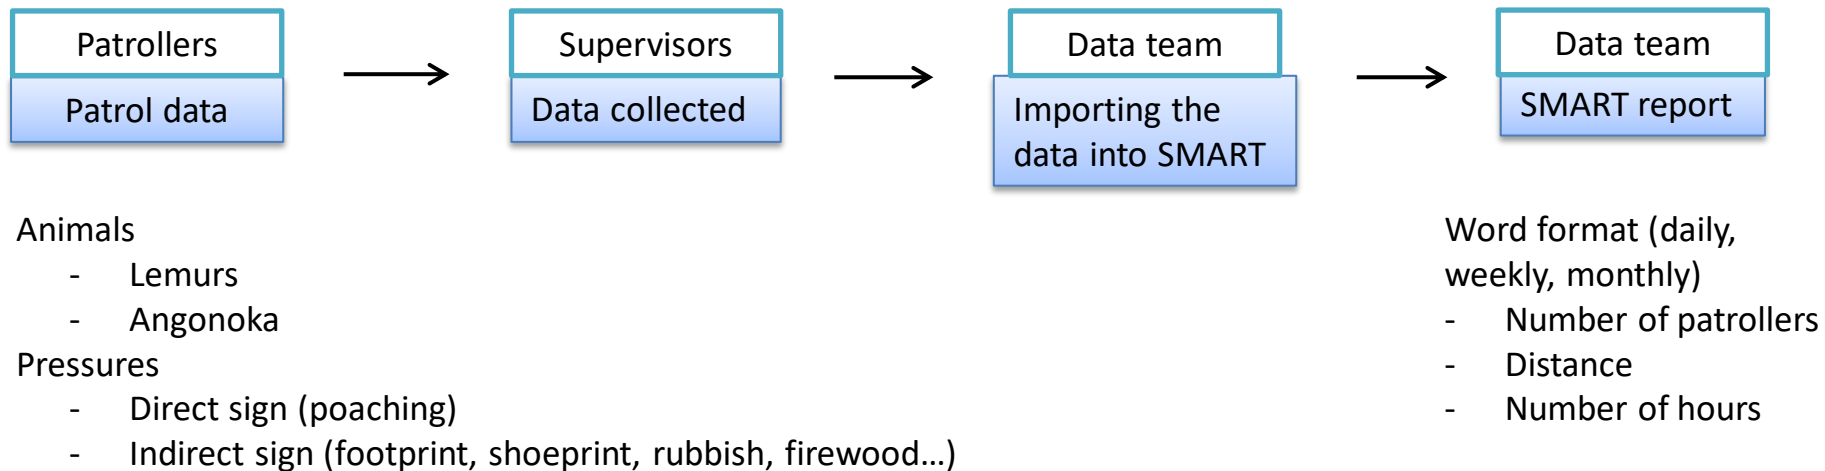 Patrollers
Patrol data
Supervisors
Data collected
Data team
Importing the
data into SMART
Data team
SMART report
Animals
- Lemurs
- Angonoka
Pressures
- Direct sign (poaching)
- Indirect sign (footprint, shoeprint, rubbish, firewood…)
Word format (daily,
weekly, monthly)
- Number of patrollers
- Distance
- Number of hours